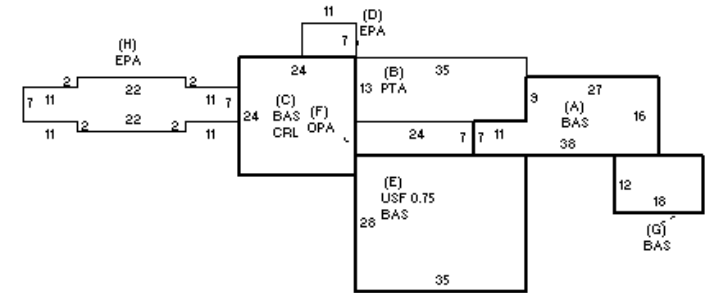 11
(D)
EPA
7
(H)
EPA
2
22
2
7
11
11
7
11
2
22
2
11
24
24
(C)
BAS
CRL
(F)
OPA
13
(B)
PTA
35
9
27
(A)
BAS
16
24
7
7
11
38
(E)
USF 0.75
BAS
28
35
12
18
(G)
BAS